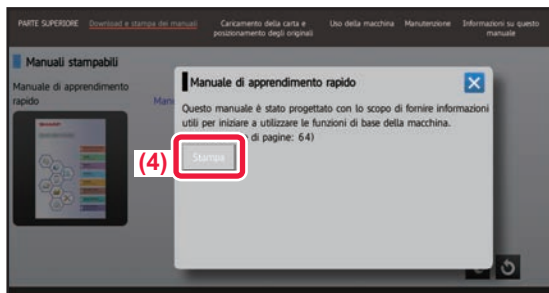 PARTE SUPERIORE Download e stampa dei manuali Caricamento della carta e posizionamento degli originali Uso della macchina Manutenzione Informazioni su questo manuale
Manuali stampabili
Manuale di apprendimento
rapido
Manuale di apprendimento rapido
Questo manuale è stato progettato con lo scopo di fornire informazioni
utili per iniziare a utilizzare le funzioni di base della macchina.
di pagine: 64)
(4)
Stampa